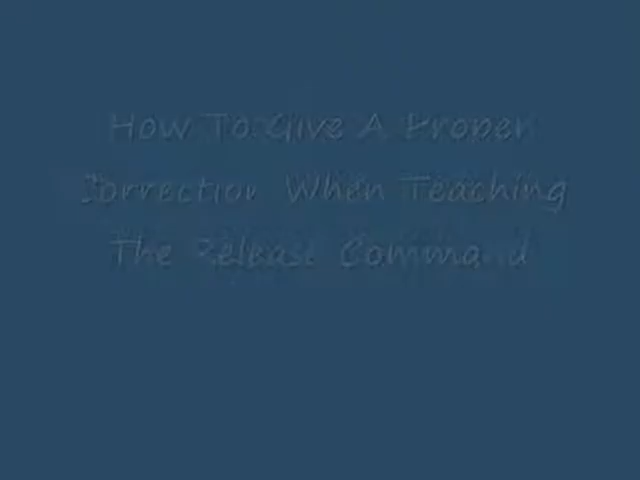 How To Give A Proper
Correction When Teaching
The Release Command